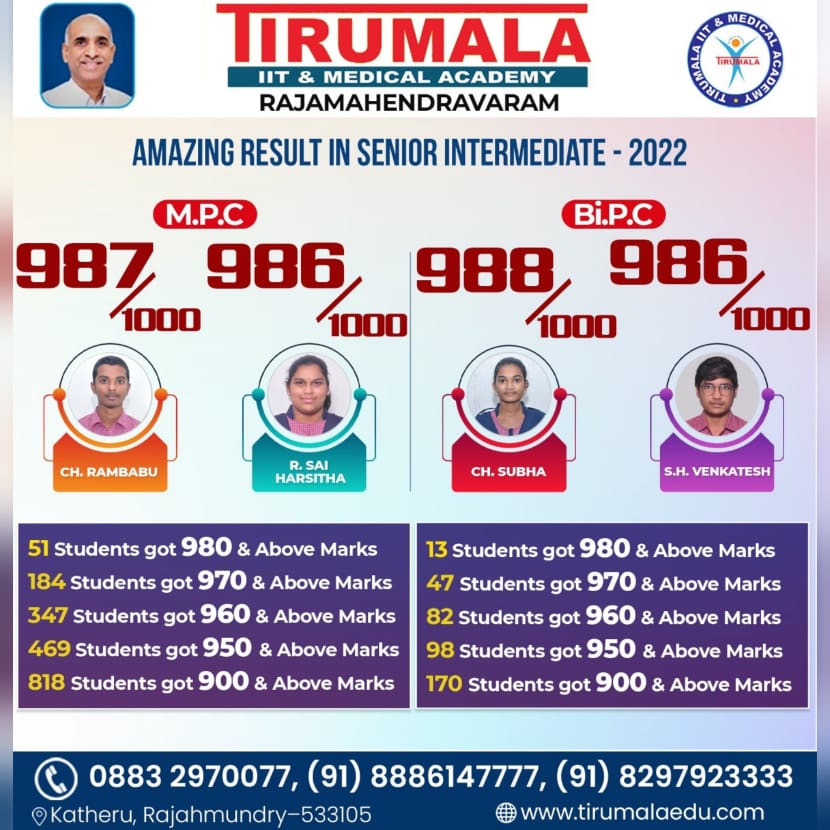 TIRUMALA
IIT & MEDICAL ACADEMY
RAJAMAHENDRAVARAM
TIRUMALA IIT & MEDICAL ACADEMY
TIRUMALA
AMAZING RESULT IN SENIOR INTERMEDIATE - 2022
M.P.C
Bi.P.C
987/1000
986/1000
988/1000
986/1000
CH. RAMBABU
R. SAI
HARSITHA
CH. SUBHA
S.H. VENKATESH
51 Students got 980 & Above Marks
184 Students got 970 & Above Marks
347 Students got 960 & Above Marks
469 Students got 950 & Above Marks
818 Students got 900 & Above Marks
13 Students got 980 & Above Marks
47 Students got 970 & Above Marks
82 Students got 960 & Above Marks
98 Students got 950 & Above Marks
170 Students got 900 & Above Marks
0883 2970077, (91) 8886147777, (91) 8297923333
Katheru, Rajahmundry–533105
www.tirumalaedu.com